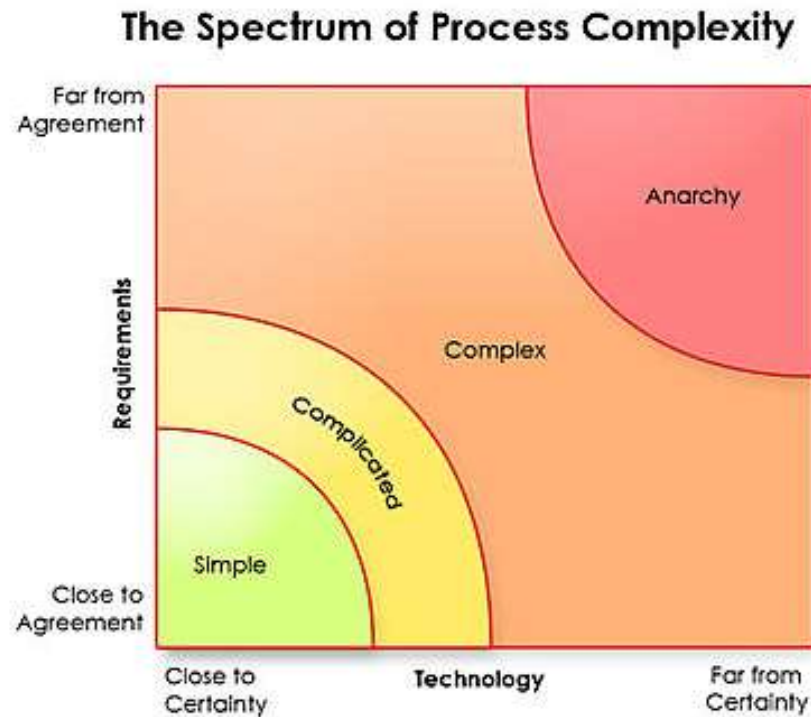 The Spectrum of Process Complexity
Far from
Agreement
Anarchy
Requirements
Complex
Complicated
Simple
Close to
Agreement
Close to
Certainty
Technology
Far from
Certainty